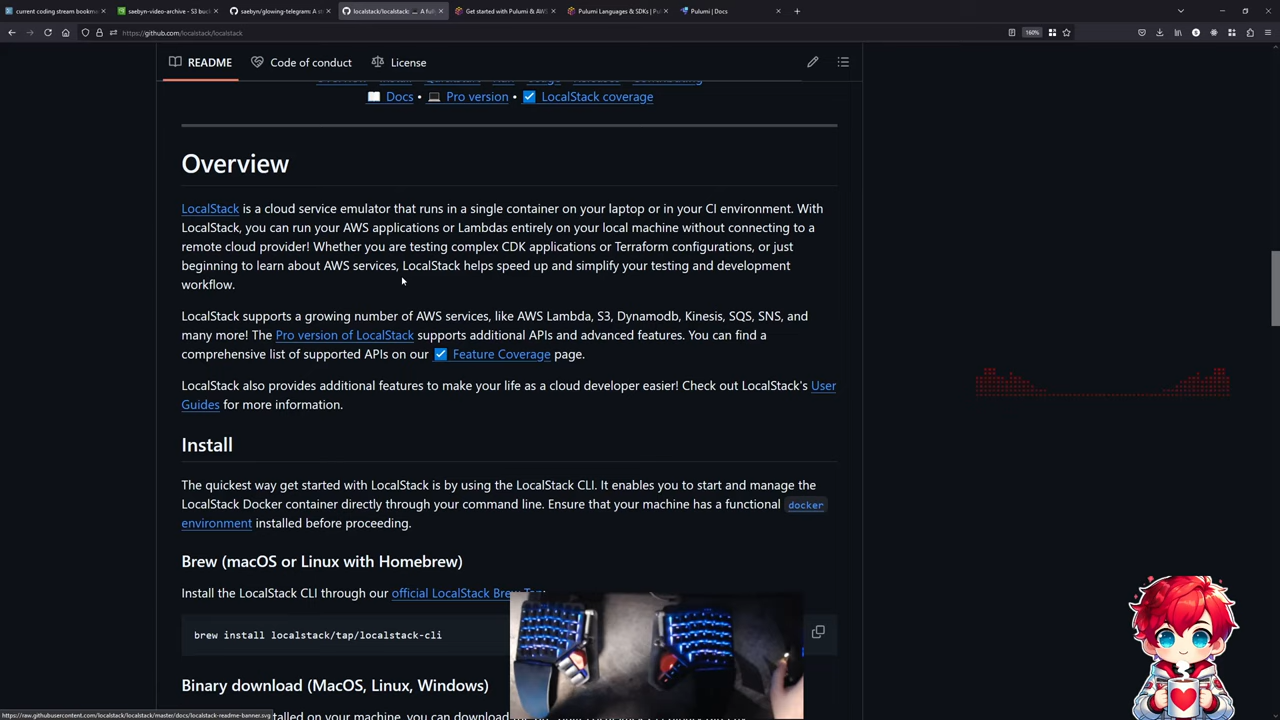 current coding stream bookma
saebyn-video-archive - S3 buc
saebyn/glowing-telegram: A st
localstack/localstack: A fully
Get started with Pulumi & AWS
Pulumi Languages & SDKs | Pul
Pulumi | Docs
https://github.com/localstack/localstack
160%
README
Code of conduct
License
Docs • Pro version • LocalStack coverage
Overview
LocalStack is a cloud service emulator that runs in a single container on your laptop or in your CI environment. With
LocalStack, you can run your AWS applications or Lambdas entirely on your local machine without connecting to a
remote cloud provider! Whether you are testing complex CDK applications or Terraform configurations, or just
beginning to learn about AWS services, LocalStack helps speed up and simplify your testing and development
workflow.
LocalStack supports a growing number of AWS services, like AWS Lambda, S3, Dynamodb, Kinesis, SQS, SNS, and
many more! The Pro version of LocalStack supports additional APIs and advanced features. You can find a
comprehensive list of supported APIs on our Feature Coverage page.
LocalStack also provides additional features to make your life as a cloud developer easier! Check out LocalStack's User
Guides for more information.
Install
The quickest way get started with LocalStack is by using the LocalStack CLI. It enables you to start and manage the
LocalStack Docker container directly through your command line. Ensure that your machine has a functional docker
environment installed before proceeding.
Brew (macOS or Linux with Homebrew)
Install the LocalStack CLI through our official LocalStack Brew Tap:
brew install localstack/tap/localstack-cli
Binary download (MacOS, Linux, Windows)
https://raw.githubusercontent.com/localstack/localstack/master/docs/localstack-readme-banner.svg